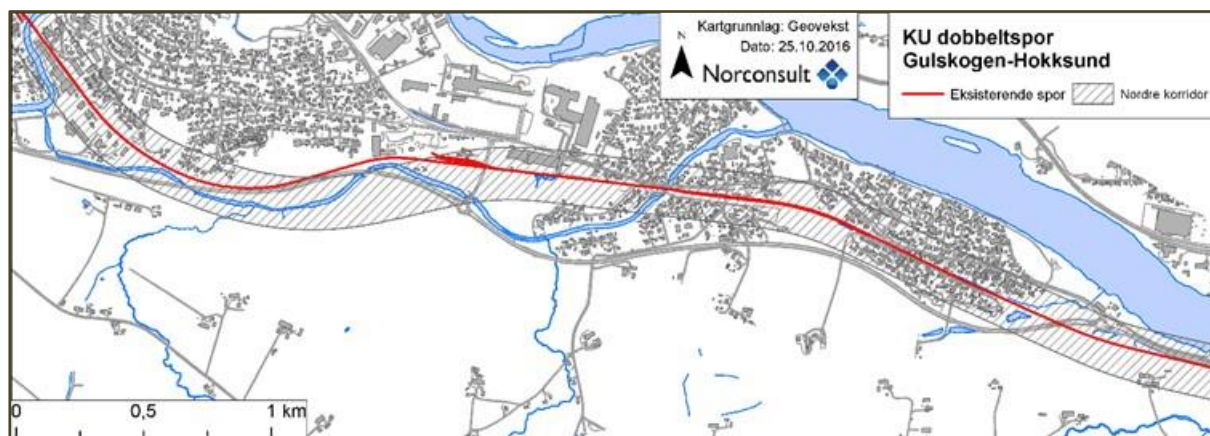 Kartgrunnlag: Geovekst
Dato: 25.10.2016
N
Norconsult
KU dobbeltspor
Gulskogen-Hokksund
Eksisterende spor
Nordre korridor
0 0,5 1 km